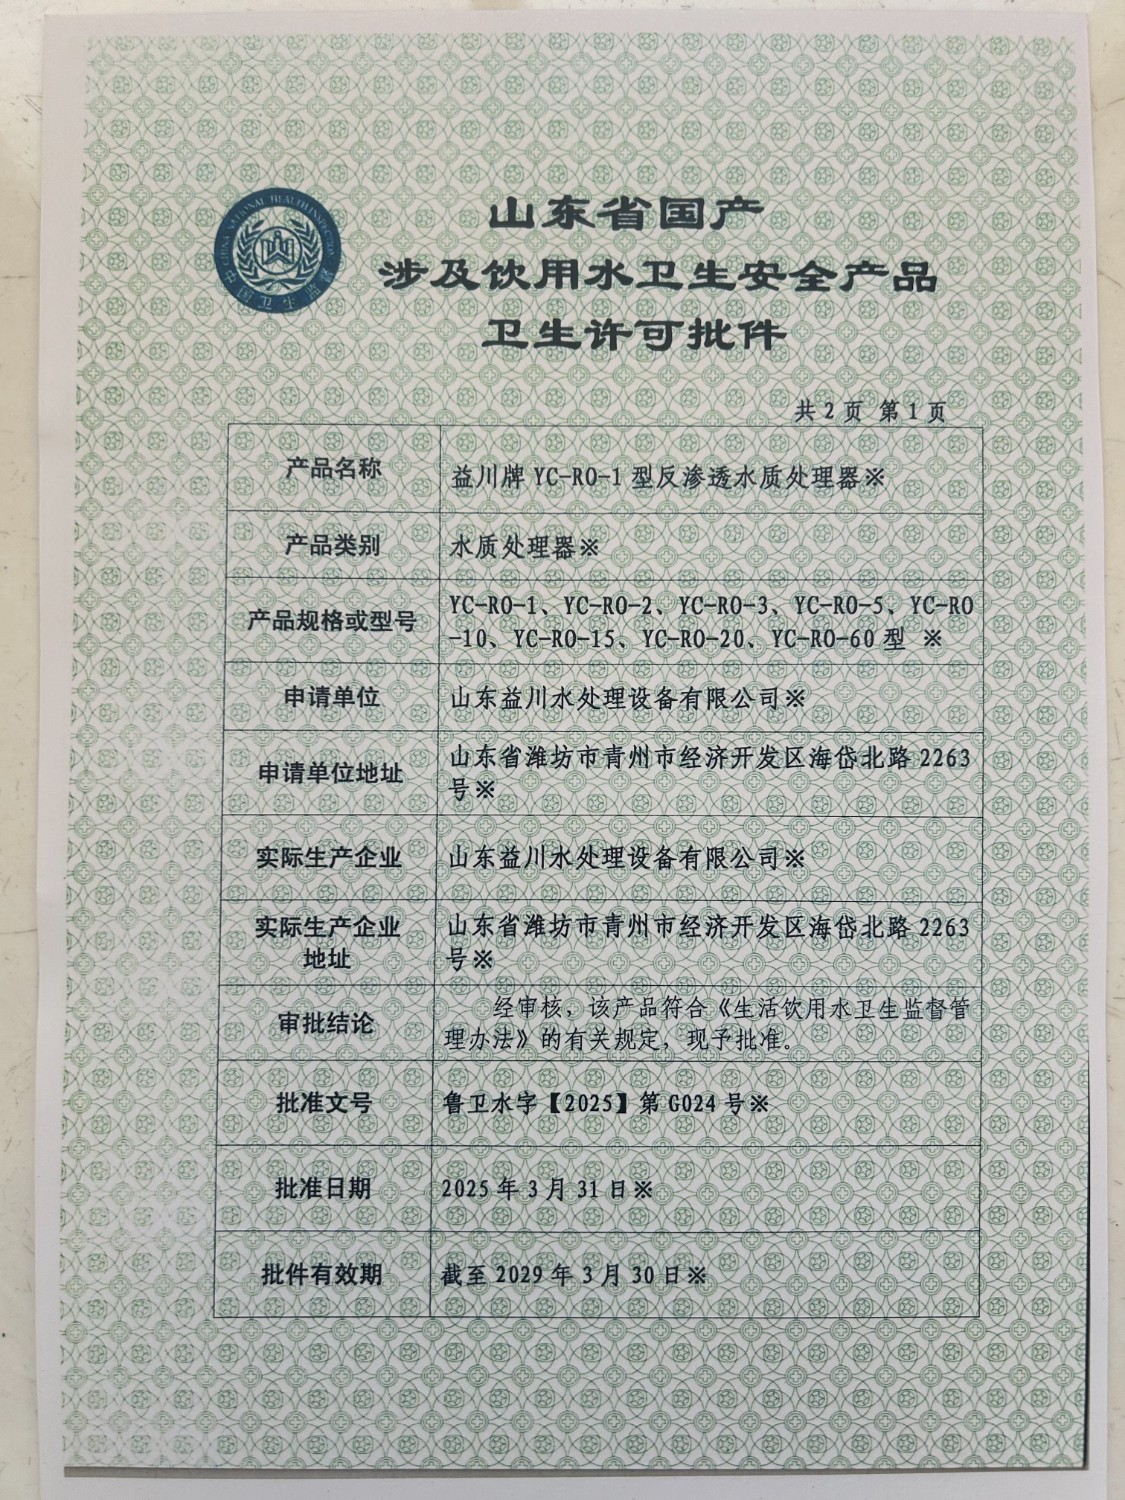 CHINA NATIONAL HEALTH INSPECTION
中国卫生监督
山东省国产
涉及饮用水卫生安全产品
卫生许可批件
共 2 页 第 1 页
产品名称
益川牌 YC-RO-1 型反渗透水质处理器※
产品类别
水质处理器※
产品规格或型号
YC-RO-1、YC-RO-2、YC-RO-3、YC-RO-5、YC-RO
-10、YC-RO-15、YC-RO-20、YC-RO-60 型 ※
申请单位
山东益川水处理设备有限公司※
申请单位地址
山东省潍坊市青州市经济开发区海岱北路 2263
号※
实际生产企业
山东益川水处理设备有限公司※
实际生产企业
地址
山东省潍坊市青州市经济开发区海岱北路 2263
号※
审批结论
经审核，该产品符合《生活饮用水卫生监督管
理办法》的有关规定，现予批准。
批准文号
鲁卫水字【2025】第 G024 号※
批准日期
2025 年 3 月 31 日※
批件有效期
截至 2029 年 3 月 30 日※